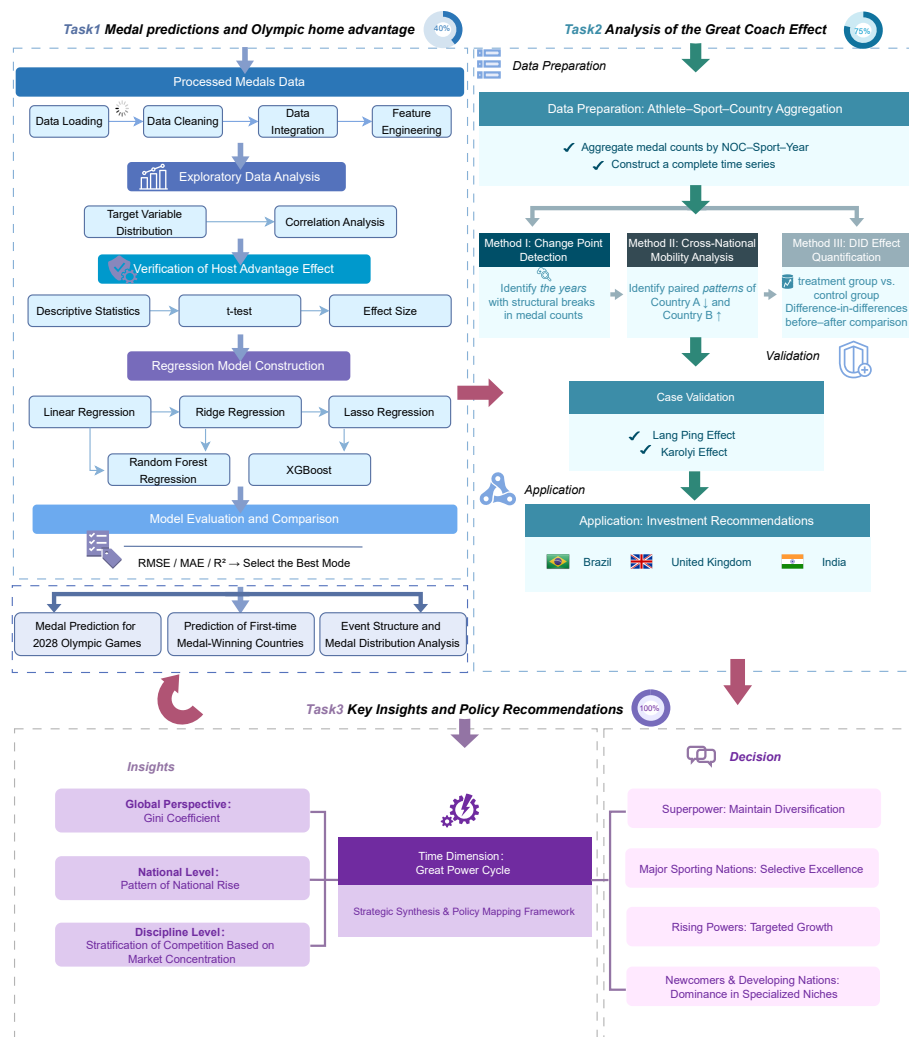 Task1 Medal predictions and Olympic home advantage
40%
Processed Medals Data
Data Loading
Data Cleaning
Data
Integration
Feature
Engineering
Exploratory Data Analysis
Target Variable
Distribution
Correlation Analysis
Verification of Host Advantage Effect
Descriptive Statistics
t-test
Effect Size
Regression Model Construction
Linear Regression
Ridge Regression
Lasso Regression
Random Forest
Regression
XGBoost
Model Evaluation and Comparison
RMSE / MAE / R² → Select the Best Mode
Medal Prediction for
2028 Olympic Games
Prediction of First-time
Medal-Winning Countries
Event Structure and
Medal Distribution Analysis
Task2 Analysis of the Great Coach Effect
75%
Data Preparation
Data Preparation: Athlete–Sport–Country Aggregation
Aggregate medal counts by NOC–Sport–Year
Construct a complete time series
Method I: Change Point
Detection
Identify the years
with structural breaks
in medal counts
Method II: Cross-National
Mobility Analysis
Identify paired patterns of
Country A ↓ and
Country B ↑
Method III: DID Effect
Quantification
treatment group vs.
control group
Difference-in-differences
before–after comparison
Validation
Case Validation
Lang Ping Effect
Karolyi Effect
Application
Application: Investment Recommendations
Brazil
United Kingdom
India
Task3 Key Insights and Policy Recommendations
100%
Insights
Global Perspective:
Gini Coefficient
National Level:
Pattern of National Rise
Discipline Level:
Stratification of Competition Based on
Market Concentration
Time Dimension:
Great Power Cycle
Strategic Synthesis & Policy Mapping Framework
Decision
Superpower: Maintain Diversification
Major Sporting Nations: Selective Excellence
Rising Powers: Targeted Growth
Newcomers & Developing Nations:
Dominance in Specialized Niches